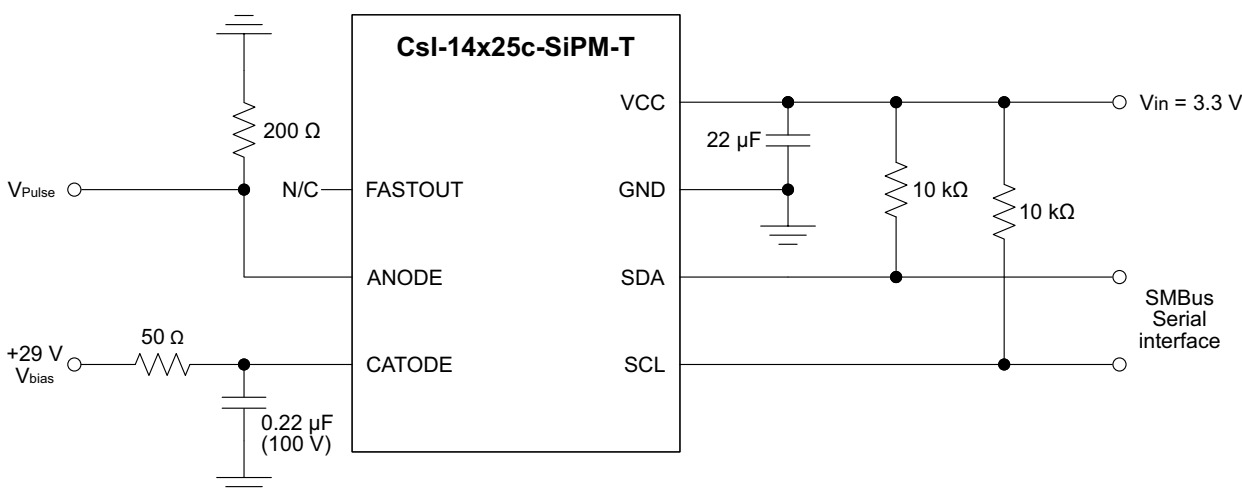 CsI-14x25c-SiPM-T
VCC
Vin = 3.3 V
200 Ω
22 µF
VPulse
N/C
FASTOUT
GND
10 kΩ
10 kΩ
ANODE
SDA
SMBus
Serial
interface
50 Ω
+29 V
Vbias
CATODE
SCL
0.22 µF
(100 V)